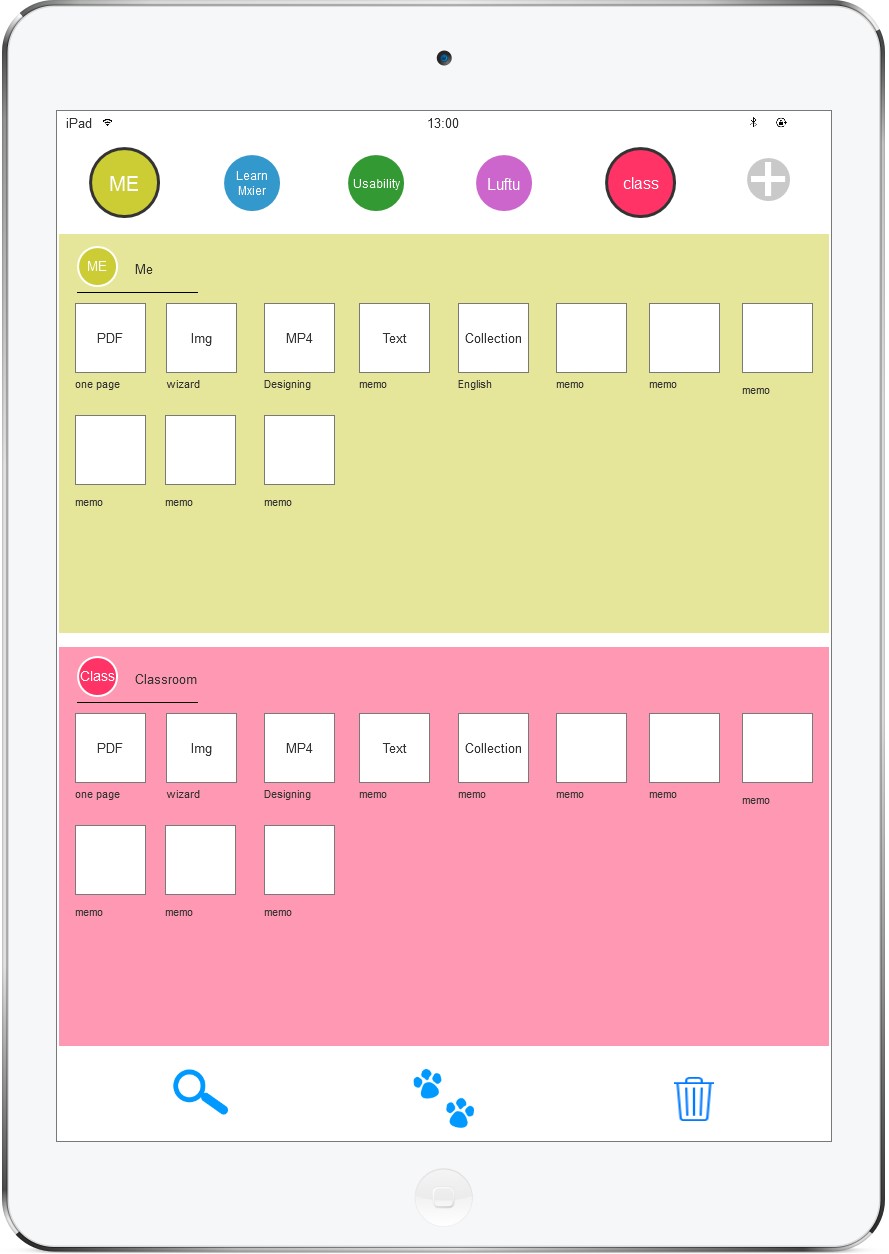 iPad 13:00
ME Learn Mxier Usability Luftu class
ME Me
PDF Img MP4 Text Collection
one page wizard Designing memo English memo memo memo
memo memo memo
Class Classroom
PDF Img MP4 Text Collection
one page wizard Designing memo memo memo memo memo
memo memo memo